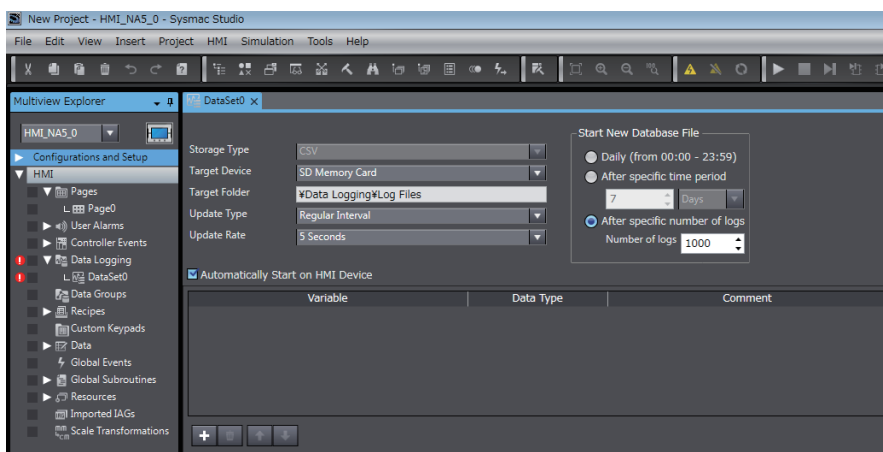 New Project - HMI_NA5_0 - Sysmac Studio
File Edit View Insert Project HMI Simulation Tools Help
Multiview Explorer
HMI_NA5_0
Configurations and Setup
HMI
Pages
Page0
User Alarms
Controller Events
Data Logging
DataSet0
Data Groups
Recipes
Custom Keypads
Data
Global Events
Global Subroutines
Resources
Imported IAGs
Scale Transformations
DataSet0 x
Storage Type CSV
Target Device SD Memory Card
Target Folder ¥Data Logging¥Log Files
Update Type Regular Interval
Update Rate 5 Seconds
Start New Database File
Daily (from 00:00 - 23:59)
After specific time period
7 Days
After specific number of logs
Number of logs 1000
Automatically Start on HMI Device
Variable Data Type Comment